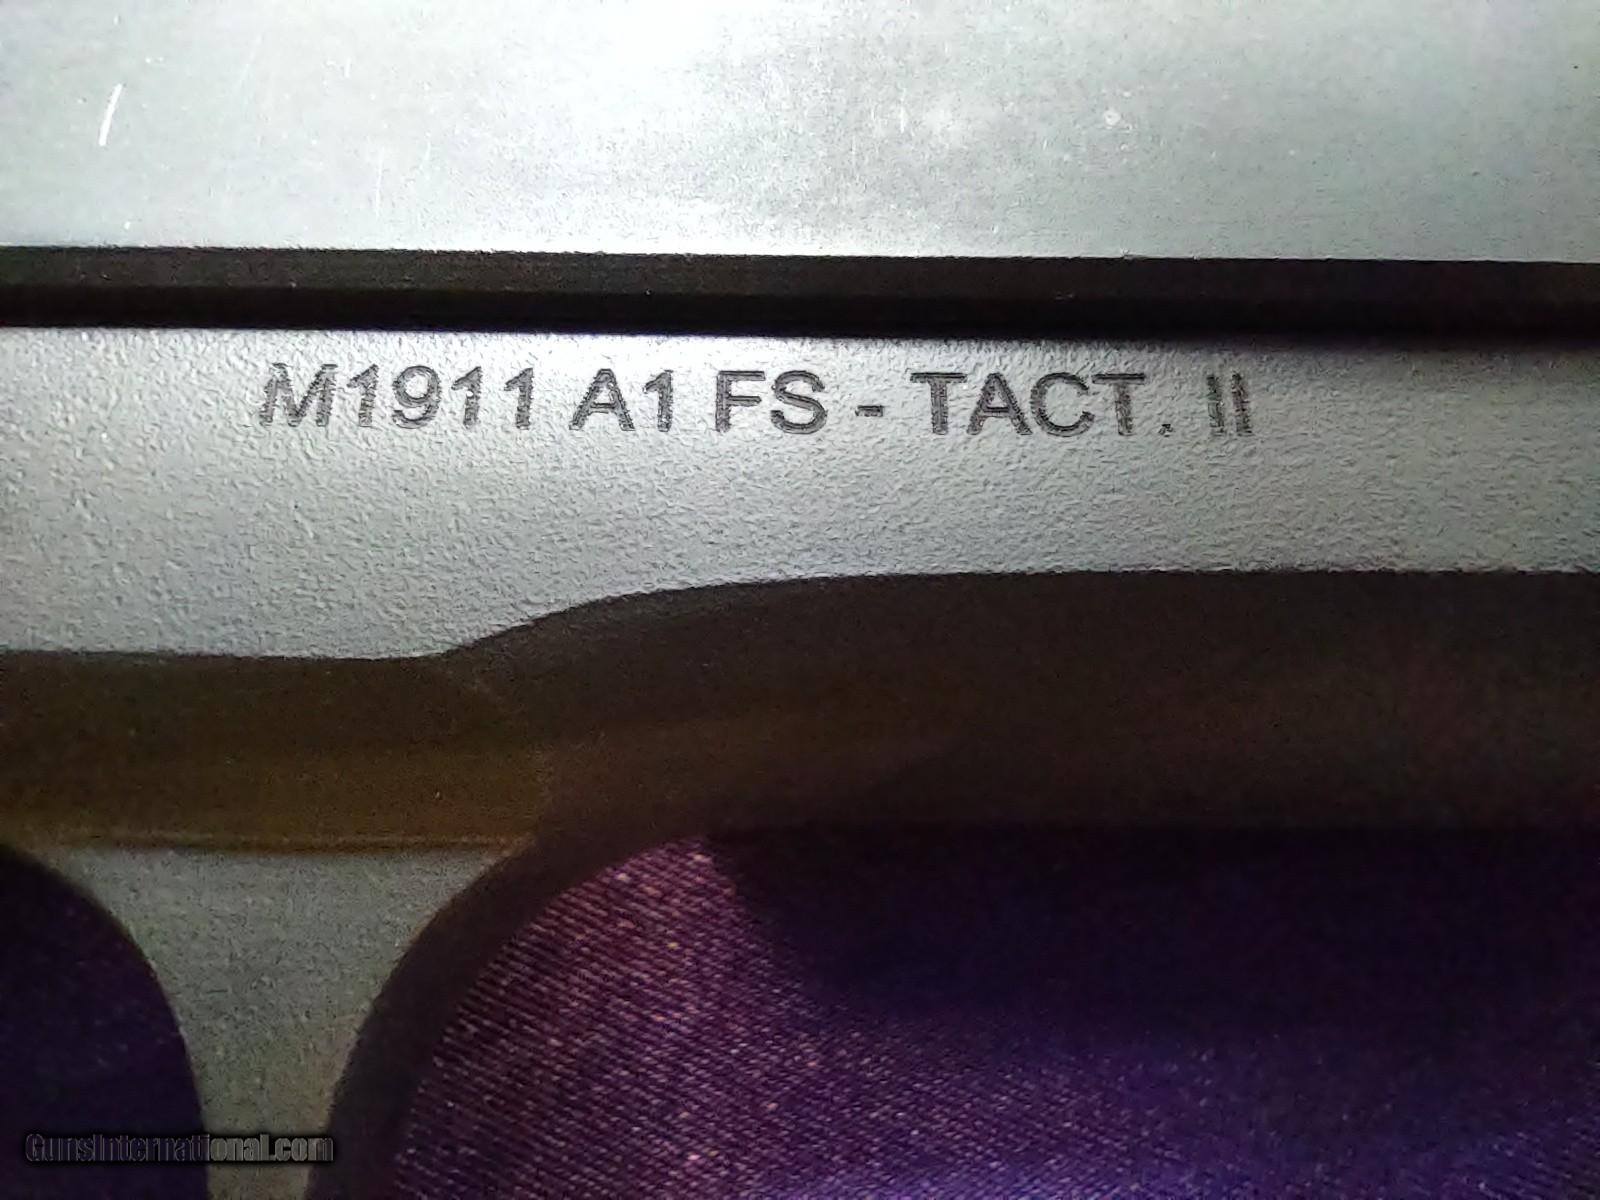 M1911 A1 FS - TACT. II
GunsInternational.com